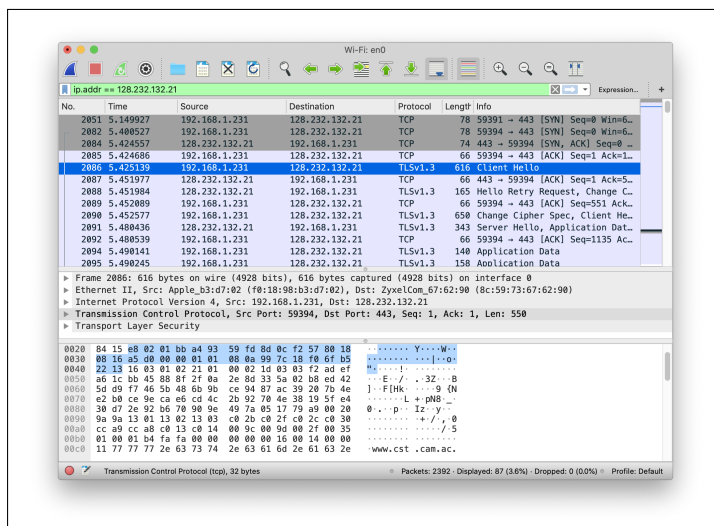 Wi-Fi: en0
ip.addr == 128.232.132.21 Expression... +
No. Time Source Destination Protocol Length Info
2051 5.149927 192.168.1.231 128.232.132.21 TCP 78 59391 → 443 [SYN] Seq=0 Win=6…
2082 5.400527 192.168.1.231 128.232.132.21 TCP 78 59394 → 443 [SYN] Seq=0 Win=6…
2084 5.424557 128.232.132.21 192.168.1.231 TCP 74 443 → 59394 [SYN, ACK] Seq=0 …
2085 5.424686 192.168.1.231 128.232.132.21 TCP 66 59394 → 443 [ACK] Seq=1 Ack=1…
2086 5.425139 192.168.1.231 128.232.132.21 TLSv1.3 616 Client Hello
2087 5.451977 128.232.132.21 192.168.1.231 TCP 66 443 → 59394 [ACK] Seq=1 Ack=5…
2088 5.451984 128.232.132.21 192.168.1.231 TLSv1.3 165 Hello Retry Request, Change C…
2089 5.452089 192.168.1.231 128.232.132.21 TCP 66 59394 → 443 [ACK] Seq=551 Ack…
2090 5.452577 192.168.1.231 128.232.132.21 TLSv1.3 650 Change Cipher Spec, Client He…
2091 5.480436 128.232.132.21 192.168.1.231 TLSv1.3 343 Server Hello, Application Dat…
2092 5.480539 192.168.1.231 128.232.132.21 TCP 66 59394 → 443 [ACK] Seq=1135 Ac…
2094 5.490141 192.168.1.231 128.232.132.21 TLSv1.3 140 Application Data
2095 5.490245 192.168.1.231 128.232.132.21 TLSv1.3 158 Application Data
Frame 2086: 616 bytes on wire (4928 bits), 616 bytes captured (4928 bits) on interface 0
Ethernet II, Src: Apple_b3:d7:02 (f0:18:98:b3:d7:02), Dst: ZyxelCom_67:62:90 (8c:59:73:67:62:90)
Internet Protocol Version 4, Src: 192.168.1.231, Dst: 128.232.132.21
Transmission Control Protocol, Src Port: 59394, Dst Port: 443, Seq: 1, Ack: 1, Len: 550
Transport Layer Security
0020 84 15 e8 02 01 bb a4 93 59 fd 8d 0c f2 57 80 18 ········ Y····W··
0030 08 16 a5 d0 00 00 01 01 08 0a 99 7c 18 f0 6f b5 ········ ···|··o·
0040 22 13 16 03 01 02 21 01 00 02 1d 03 03 f2 ad ef "·····!· ········
0050 a6 1c bb 45 88 8f 2f 0a 2e 8d 33 5a 02 b8 ed 42 ···E··/· .·3Z···B
0060 5d d9 f7 46 5b 48 6b 9b ce 94 87 ac 39 20 7b 4e ]··F[Hk· ····9 {N
0070 e2 b0 ce 9e ca e6 cd 4c 2b 92 70 4e 38 19 5f e4 ·······L +·pN8·_·
0080 30 d7 2e 92 b6 70 90 9e 49 7a 05 17 79 a9 00 20 0·.··p·· Iz··y··
0090 9a 9a 13 01 13 02 13 03 c0 2b c0 2f c0 2c c0 30 ········ ·+·/·,·0
00a0 cc a9 cc a8 c0 13 c0 14 00 9c 00 9d 00 2f 00 35 ········ ·····/·5
00b0 01 00 01 b4 fa fa 00 00 00 00 00 16 00 14 00 00 ········ ········
00c0 11 77 77 77 2e 63 73 74 2e 63 61 6d 2e 61 63 2e ·www.cst .cam.ac.
Transmission Control Protocol (tcp), 32 bytes Packets: 2392 · Displayed: 87 (3.6%) · Dropped: 0 (0.0%) Profile: Default